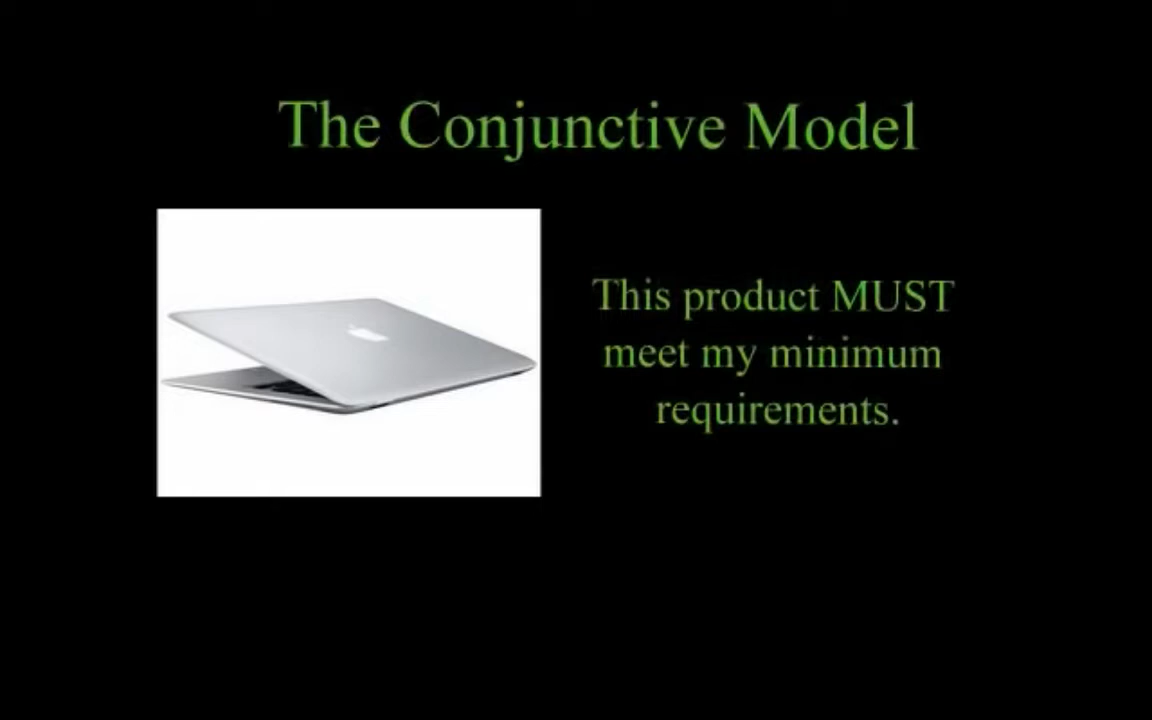 The Conjunctive Model
This product MUST
meet my minimum
requirements.